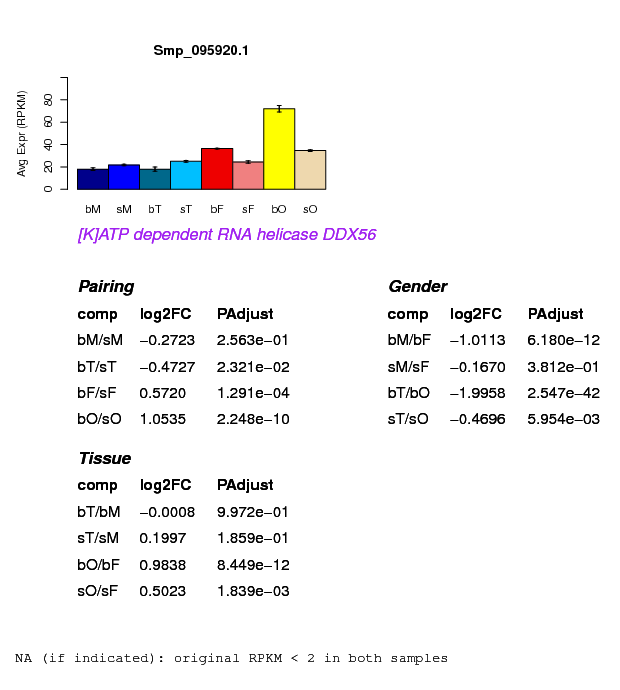 Smp_095920.1
Avg Expr (RPKM)
0 20 40 60 80
bM sM bT sT bF sF bO sO
[K]ATP dependent RNA helicase DDX56
Pairing
comp log2FC PAdjust
bM/sM −0.2723 2.563e−01
bT/sT −0.4727 2.321e−02
bF/sF 0.5720 1.291e−04
bO/sO 1.0535 2.248e−10
Gender
comp log2FC PAdjust
bM/bF −1.0113 6.180e−12
sM/sF −0.1670 3.812e−01
bT/bO −1.9958 2.547e−42
sT/sO −0.4696 5.954e−03
Tissue
comp log2FC PAdjust
bT/bM −0.0008 9.972e−01
sT/sM 0.1997 1.859e−01
bO/bF 0.9838 8.449e−12
sO/sF 0.5023 1.839e−03
NA (if indicated): original RPKM < 2 in both samples